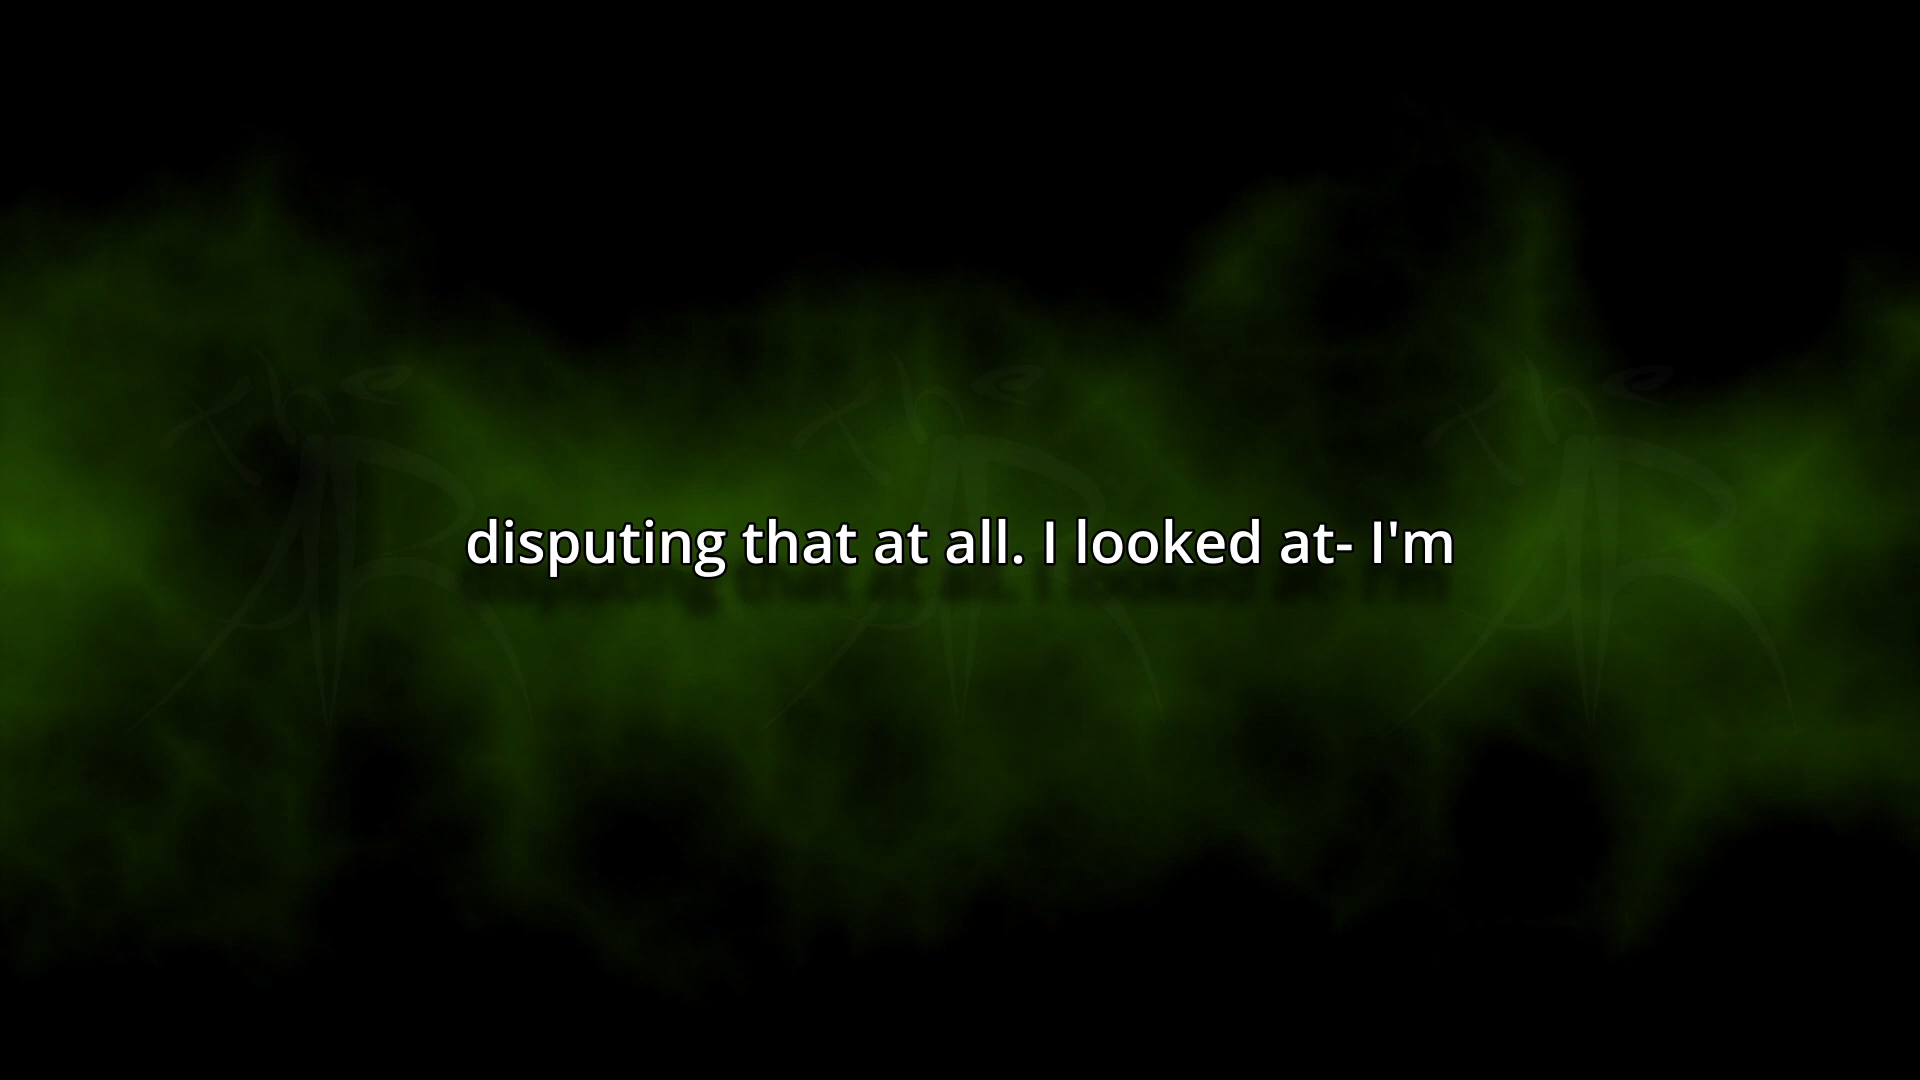 disputing that at all. I looked at- I'm